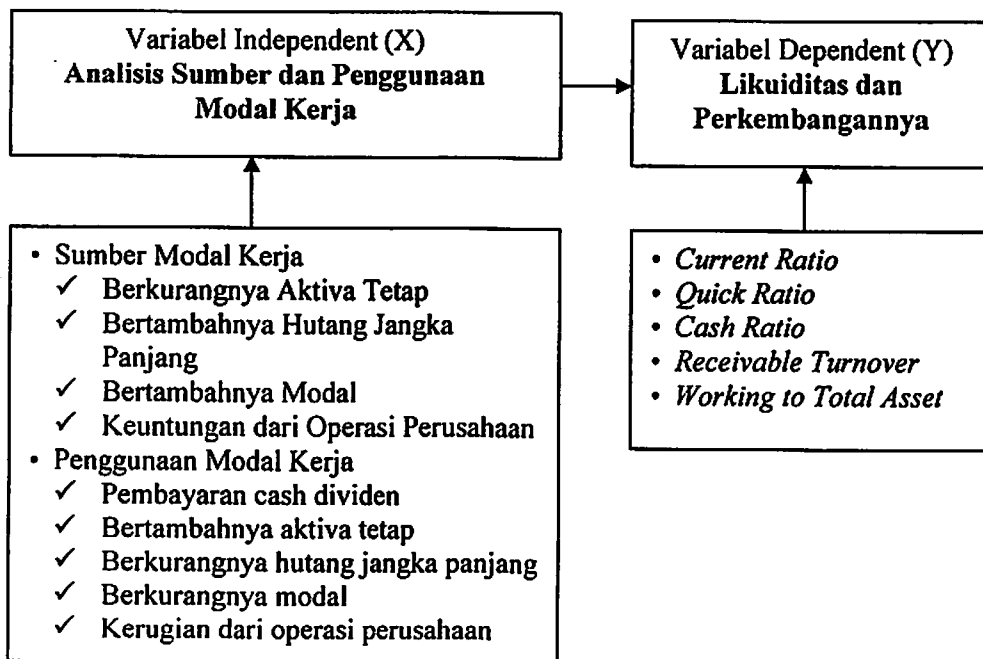 Variabel Independent (X)
Analisis Sumber dan Penggunaan
Modal Kerja
Variabel Dependent (Y)
Likuiditas dan
Perkembangannya
• Sumber Modal Kerja
✓ Berkurangnya Aktiva Tetap
✓ Bertambahnya Hutang Jangka
Panjang
✓ Bertambahnya Modal
✓ Keuntungan dari Operasi Perusahaan
• Penggunaan Modal Kerja
✓ Pembayaran cash dividen
✓ Bertambahnya aktiva tetap
✓ Berkurangnya hutang jangka panjang
✓ Berkurangnya modal
✓ Kerugian dari operasi perusahaan
• Current Ratio
• Quick Ratio
• Cash Ratio
• Receivable Turnover
• Working to Total Asset